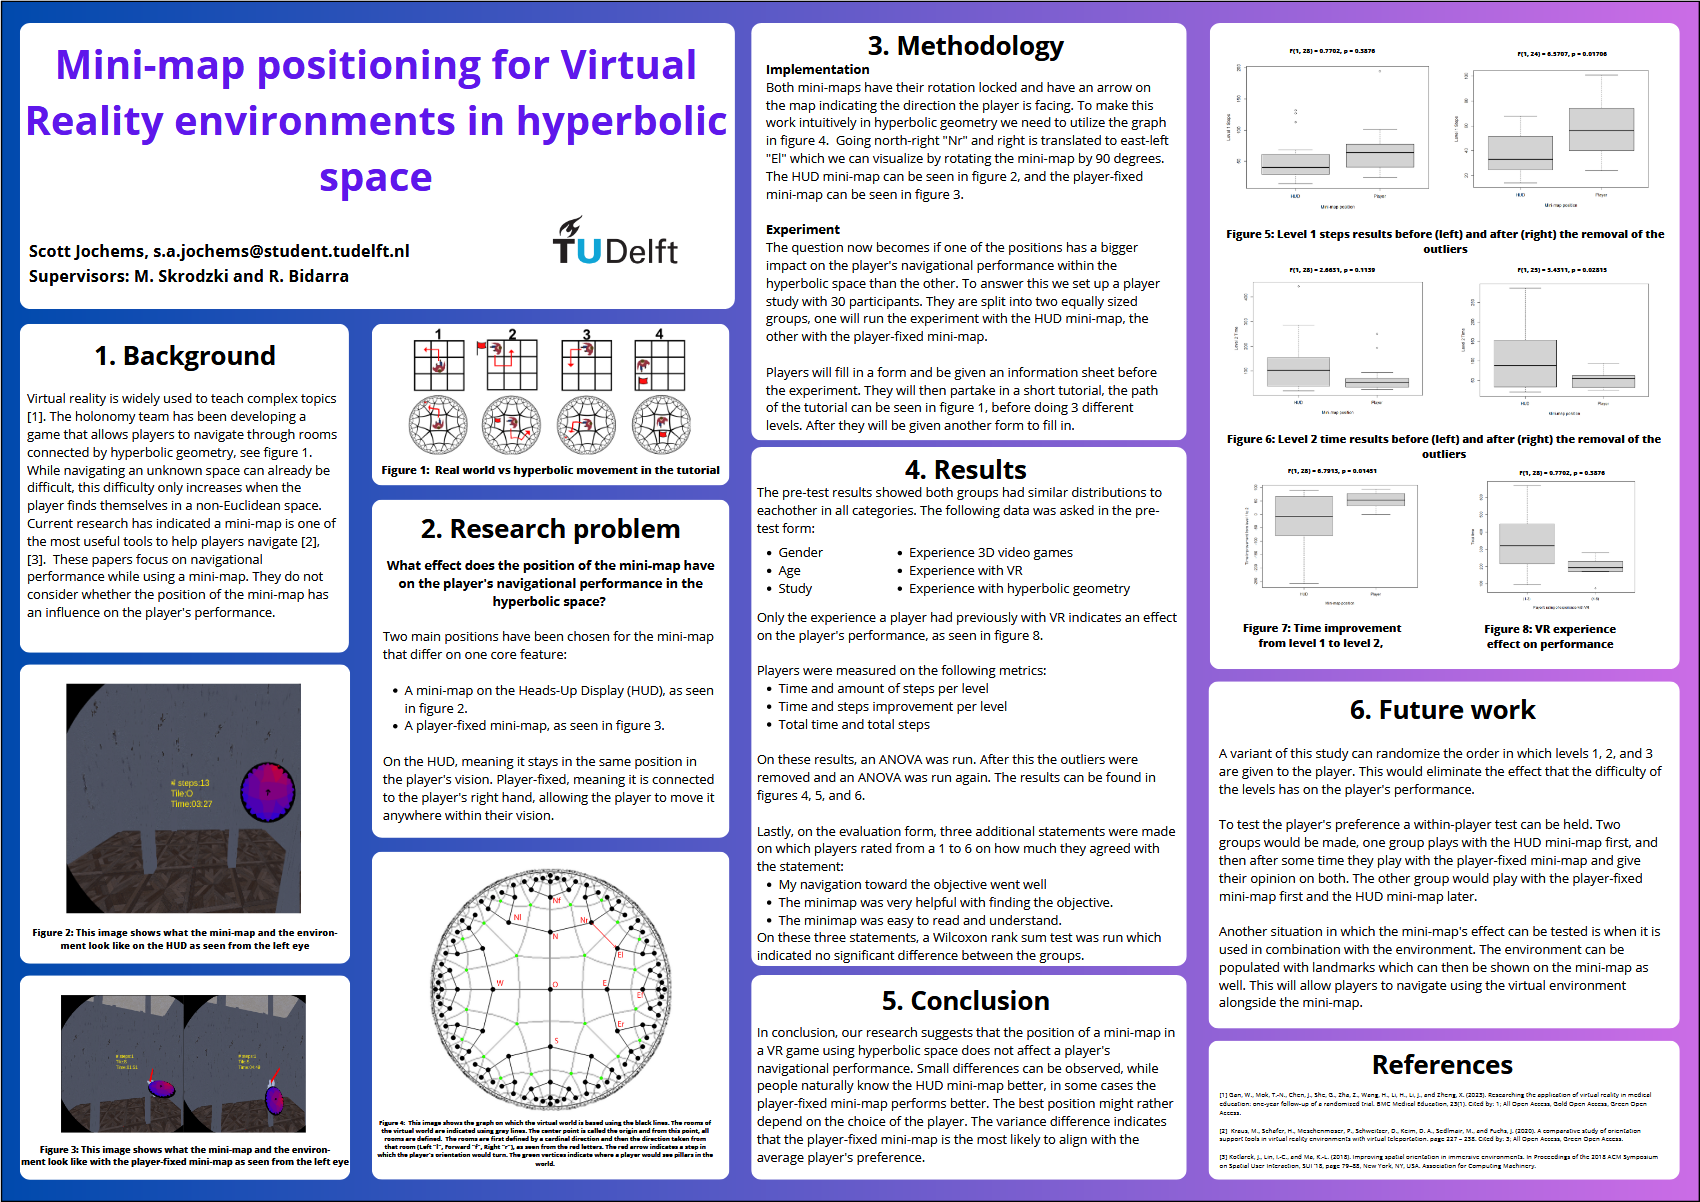 Mini-map positioning for Virtual
Reality environments in hyperbolic
space
Scott Jochems, s.a.jochems@student.tudelft.nl
Supervisors: M. Skrodzki and R. Bidarra
TUDelft
1. Background
Virtual reality is widely used to teach complex topics
[1]. The holonomy team has been developing a
game that allows players to navigate through rooms
connected by hyperbolic geometry, see figure 1.
While navigating an unknown space can already be
difficult, this difficulty only increases when the
player finds themselves in a non-Euclidean space.
Current research has indicated a mini-map is one of
the most useful tools to help players navigate [2],
[3].  These papers focus on navigational
performance while using a mini-map. They do not
consider whether the position of the mini-map has
an influence on the player's performance.
# steps:13
Tile:O
Time:03:27
Figure 2: This image shows what the mini-map and the environ-
ment look like on the HUD as seen from the left eye
Figure 3: This image shows what the mini-map and the environ-
ment look like with the player-fixed mini-map as seen from the left eye
1 2 3 4
Figure 1:  Real world vs hyperbolic movement in the tutorial
2. Research problem
What effect does the position of the mini-map have
on the player's navigational performance in the
hyperbolic space?
Two main positions have been chosen for the mini-map
that differ on one core feature:
• A mini-map on the Heads-Up Display (HUD), as seen
in figure 2.
• A player-fixed mini-map, as seen in figure 3.
On the HUD, meaning it stays in the same position in
the player's vision. Player-fixed, meaning it is connected
to the player's right hand, allowing the player to move it
anywhere within their vision.
Nf
Nl
Nr
N
El
W
O
E
Ef
Er
S
Figure 4:  This image shows the graph on which the virtual world is based using the black lines. The rooms of
the virtual world are indicated using gray lines. The center point is called the origin and from this point, all
rooms are defined.  The rooms are first defined by a cardinal direction and then the direction taken from
that room (Left "l", Forward "f", Right "r"), as seen from the red letters. The red arrow indicates a step in
which the player's orientation would turn. The green vertices indicate where a player would see pillars in the
world.
3. Methodology
Implementation
Both mini-maps have their rotation locked and have an arrow on
the map indicating the direction the player is facing. To make this
work intuitively in hyperbolic geometry we need to utilize the graph
in figure 4.  Going north-right "Nr" and right is translated to east-left
"El" which we can visualize by rotating the mini-map by 90 degrees.
The HUD mini-map can be seen in figure 2, and the player-fixed
mini-map can be seen in figure 3.
Experiment
The question now becomes if one of the positions has a bigger
impact on the player's navigational performance within the
hyperbolic space than the other. To answer this we set up a player
study with 30 participants. They are split into two equally sized
groups, one will run the experiment with the HUD mini-map, the
other with the player-fixed mini-map.
Players will fill in a form and be given an information sheet before
the experiment. They will then partake in a short tutorial, the path
of the tutorial can be seen in figure 1, before doing 3 different
levels. After they will be given another form to fill in.
4. Results
The pre-test results showed both groups had similar distributions to
eachother in all categories. The following data was asked in the pre-
test form:
• Gender
• Age
• Study
• Experience 3D video games
• Experience with VR
• Experience with hyperbolic geometry
Only the experience a player had previously with VR indicates an effect
on the player's performance, as seen in figure 8.
Players were measured on the following metrics:
• Time and amount of steps per level
• Time and steps improvement per level
• Total time and total steps
On these results, an ANOVA was run. After this the outliers were
removed and an ANOVA was run again. The results can be found in
figures 4, 5, and 6.
Lastly, on the evaluation form, three additional statements were made
on which players rated from a 1 to 6 on how much they agreed with
the statement:
• My navigation toward the objective went well
• The minimap was very helpful with finding the objective.
• The minimap was easy to read and understand.
On these three statements, a Wilcoxon rank sum test was run which
indicated no significant difference between the groups.
5. Conclusion
In conclusion, our research suggests that the position of a mini-map in
a VR game using hyperbolic space does not affect a player's
navigational performance. Small differences can be observed, while
people naturally know the HUD mini-map better, in some cases the
player-fixed mini-map performs better. The best position might rather
depend on the choice of the player. The variance difference indicates
that the player-fixed mini-map is the most likely to align with the
average player's preference.
F(1, 28) = 0.7702, p = 0.3876
HUD Player
Mini-map position
Level 1 Steps
F(1, 24) = 6.5707, p = 0.01706
HUD Player
Mini-map position
Level 1 Steps
Figure 5: Level 1 steps results before (left) and after (right) the removal of the
outliers
F(1, 28) = 2.6631, p = 0.1139
HUD Player
Mini-map position
Level 2 Time
F(1, 25) = 5.4311, p = 0.02815
HUD Player
Mini-map position
Level 2 Time
Figure 6: Level 2 time results before (left) and after (right) the removal of the
outliers
F(1, 28) = 6.7913, p = 0.01451
HUD Player
Mini-map position
F(1, 28) = 0.7702, p = 0.3876
Figure 7: Time improvement
from level 1 to level 2,
Figure 8: VR experience
effect on performance
6. Future work
A variant of this study can randomize the order in which levels 1, 2, and 3
are given to the player. This would eliminate the effect that the difficulty of
the levels has on the player's performance.
To test the player's preference a within-player test can be held. Two
groups would be made, one group plays with the HUD mini-map first, and
then after some time they play with the player-fixed mini-map and give
their opinion on both. The other group would play with the player-fixed
mini-map first and the HUD mini-map later.
Another situation in which the mini-map's effect can be tested is when it is
used in combination with the environment. The environment can be
populated with landmarks which can then be shown on the mini-map as
well. This will allow players to navigate using the virtual environment
alongside the mini-map.
References
[1] Gan, W., Mok, T.-N., Chen, J., She, G., Zha, Z., Wang, H., Li, H., Li, J., and Zheng, X. (2023). Researching the application of virtual reality in medical
education: one-year follow-up of a randomized trial. BMC Medical Education, 23(1). Cited by: 1; All Open Access, Gold Open Access, Green Open
Access.
[2]  Kraus, M., Schafer, H., Meschenmoser, P., Schweitzer, D., Keim, D. A., Sedlmair, M., and Fuchs, J. (2020). A comparative study of orientation
support tools in virtual reality environments with virtual teleportation. page 227 – 238. Cited by: 3; All Open Access, Green Open Access.
[3] Kotlarek, J., Lin, I.-C., and Ma, K.-L. (2018). Improving spatial orientation in immersive environments. In Proceedings of the 2018 ACM Symposium
on Spatial User Interaction, SUI '18, page 79–88, New York, NY, USA. Association for Computing Machinery.